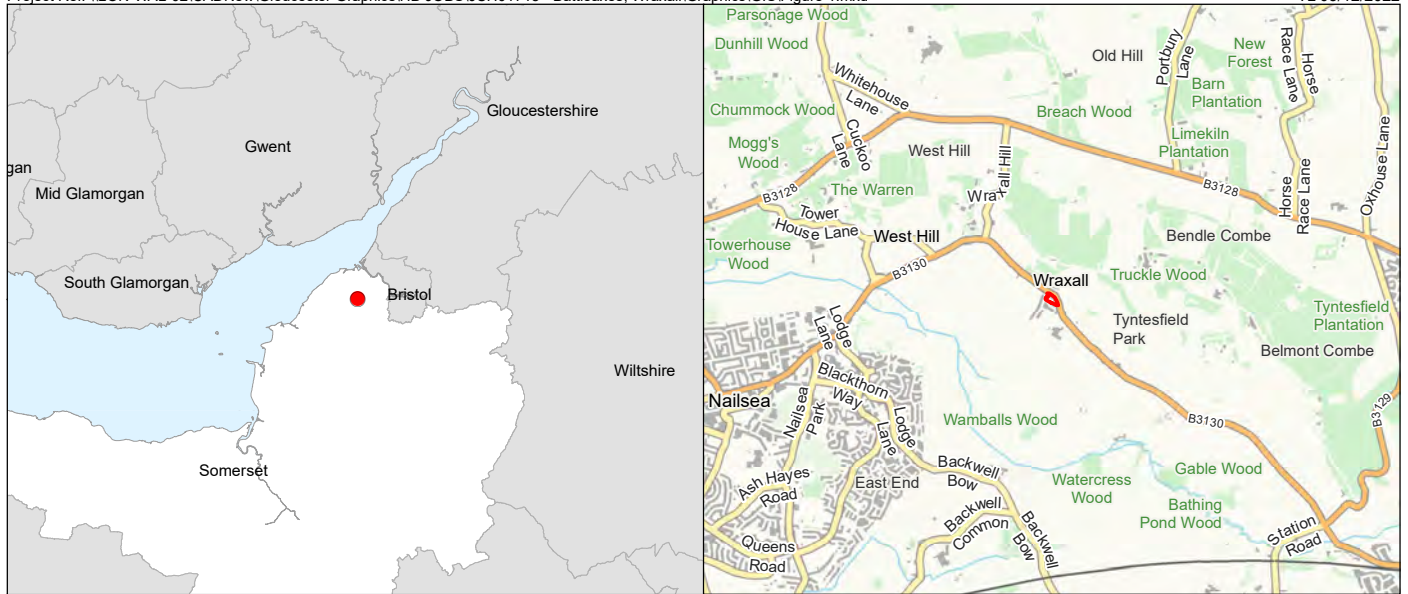 Gloucestershire
Gwent
gan
Mid Glamorgan
South Glamorgan
Bristol
Wiltshire
Somerset
Parsonage Wood
Dunhill Wood
Whitehouse
Lane
Chummock Wood
Cuckoo
Lane
Mogg's
Wood
B3128
The Warren
West Hill
Tower
House Lane
Towerhouse
Wood
West Hill
B3130
Wraxall Hill
Old Hill
Portbury
Lane
New
Forest
Horse
Race Lane
Barn
Plantation
Breach Wood
Limekiln
Plantation
B3128
Horse
Race Lane
Oxhouse Lane
Bendle Combe
Wraxall
Truckle Wood
Tyntesfield
Park
Tyntesfield
Plantation
Belmont Combe
B3129
Lodge
Lane
Blackthorn
Way
Nailsea
Nailsea
Park
Lodge
Lane
Wamballs Wood
B3130
Ash Hayes
Road
East End
Backwell
Bow
Backwell
Common
Backwell
Bow
Watercress
Wood
Gable Wood
Bathing
Pond Wood
Station
Road
Queens
Road